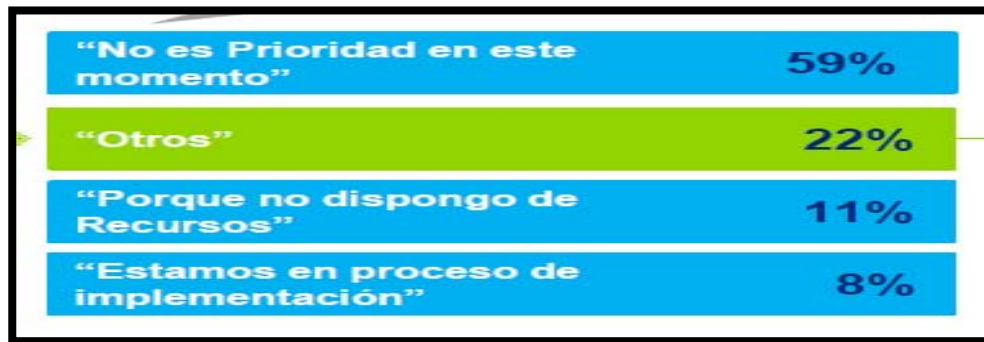 “No es Prioridad en este
momento”
59%
“Otros”
22%
“Porque no dispongo de
Recursos”
11%
“Estamos en proceso de
implementación”
8%